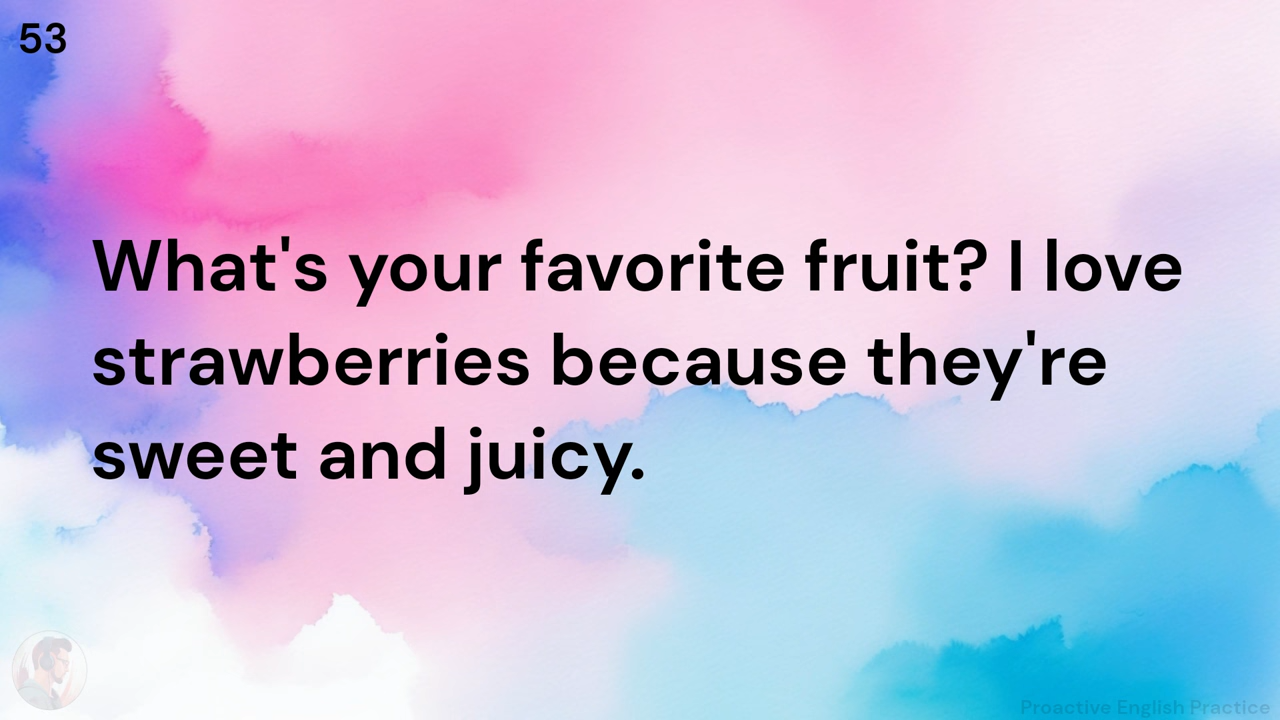 53
What's your favorite fruit? I love
strawberries because they're
sweet and juicy.
Proactive English Practice